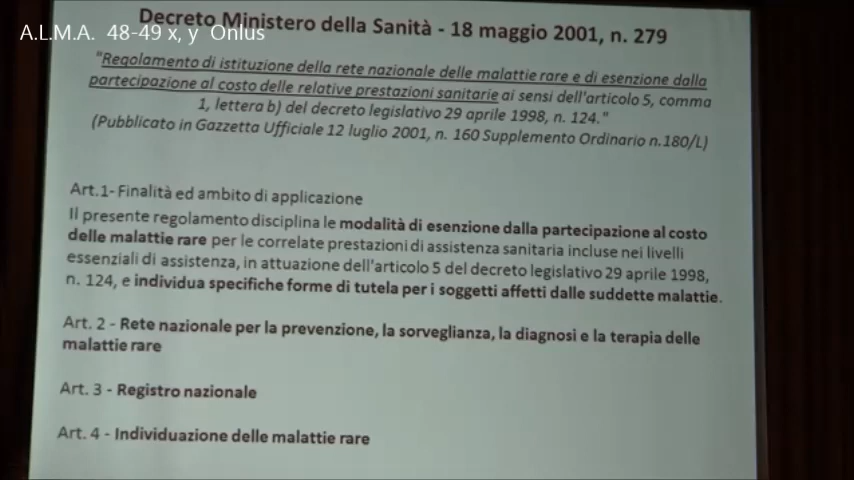 Decreto Ministero della Sanità - 18 maggio 2001, n. 279
A.L.M.A. 48-49 x, y Onlus
"Regolamento di istituzione della rete nazionale delle malattie rare e di esenzione dalla
partecipazione al costo delle relative prestazioni sanitarie ai sensi dell'articolo 5, comma
1, lettera b) del decreto legislativo 29 aprile 1998, n. 124."
(Pubblicato in Gazzetta Ufficiale 12 luglio 2001, n. 160 Supplemento Ordinario n.180/L)
Art.1- Finalità ed ambito di applicazione
Il presente regolamento disciplina le modalità di esenzione dalla partecipazione al costo
delle malattie rare per le correlate prestazioni di assistenza sanitaria incluse nei livelli
essenziali di assistenza, in attuazione dell'articolo 5 del decreto legislativo 29 aprile 1998,
n. 124, e individua specifiche forme di tutela per i soggetti affetti dalle suddette malattie.
Art. 2 - Rete nazionale per la prevenzione, la sorveglianza, la diagnosi e la terapia delle
malattie rare
Art. 3 - Registro nazionale
Art. 4 - Individuazione delle malattie rare